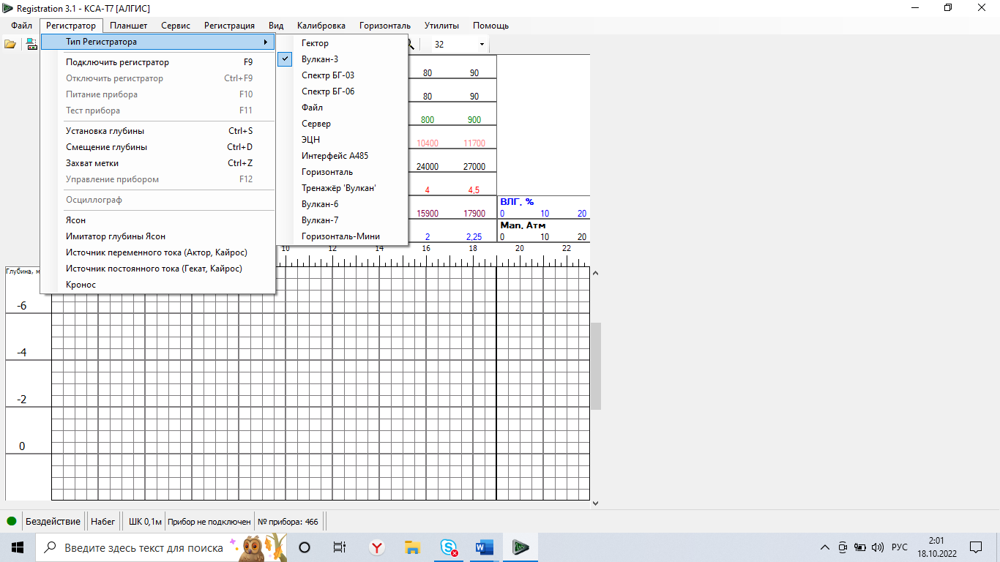 Registration 3.1 - КСА-Т7 [АЛГИС]
Файл Регистратор Планшет Сервис Регистрация Вид Калибровка Горизонталь Утилиты Помощь
32
Тип Регистратора
Подключить регистратор F9
Отключить регистратор Ctrl+F9
Питание прибора F10
Тест прибора F11
Установка глубины Ctrl+S
Смещение глубины Ctrl+D
Захват метки Ctrl+Z
Управление прибором F12
Осциллограф
Ясон
Имитатор глубины Ясон
Источник переменного тока (Актор, Кайрос)
Источник постоянного тока (Гекат, Кайрос)
Кронос
Гектор
Вулкан-3
Спектр БГ-03
Спектр БГ-06
Файл
Сервер
ЭЦН
Интерфейс А485
Горизонталь
Тренажёр 'Вулкан'
Вулкан-6
Вулкан-7
Горизонталь-Мини
80 90
80 90
800 900
10400 11700
24000 27000
4 4,5
15900 17900
2 2,25
ВЛГ, %
0 10 20
Man, Атм
0 10 20
10 12 14 16 18 20 22
Глубина, м
-6
-4
-2
0
Бездействие Набег ШК 0,1м Прибор не подключен № прибора: 466
Введите здесь текст для поиска
РУС
2:01
18.10.2022